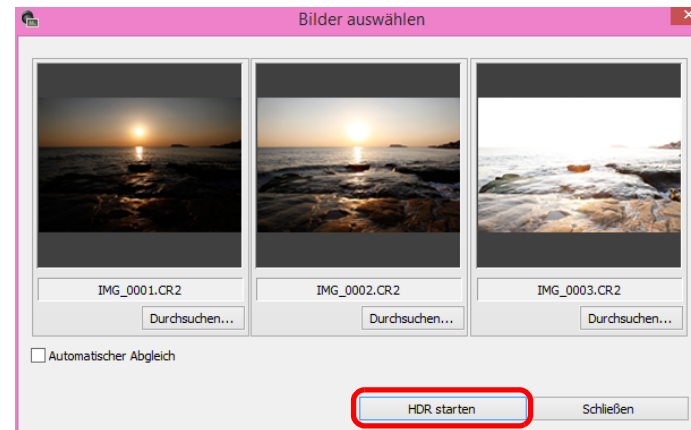 Bilder auswählen
IMG_0001.CR2
IMG_0002.CR2
IMG_0003.CR2
Durchsuchen...
Durchsuchen...
Durchsuchen...
Automatischer Abgleich
HDR starten
Schließen